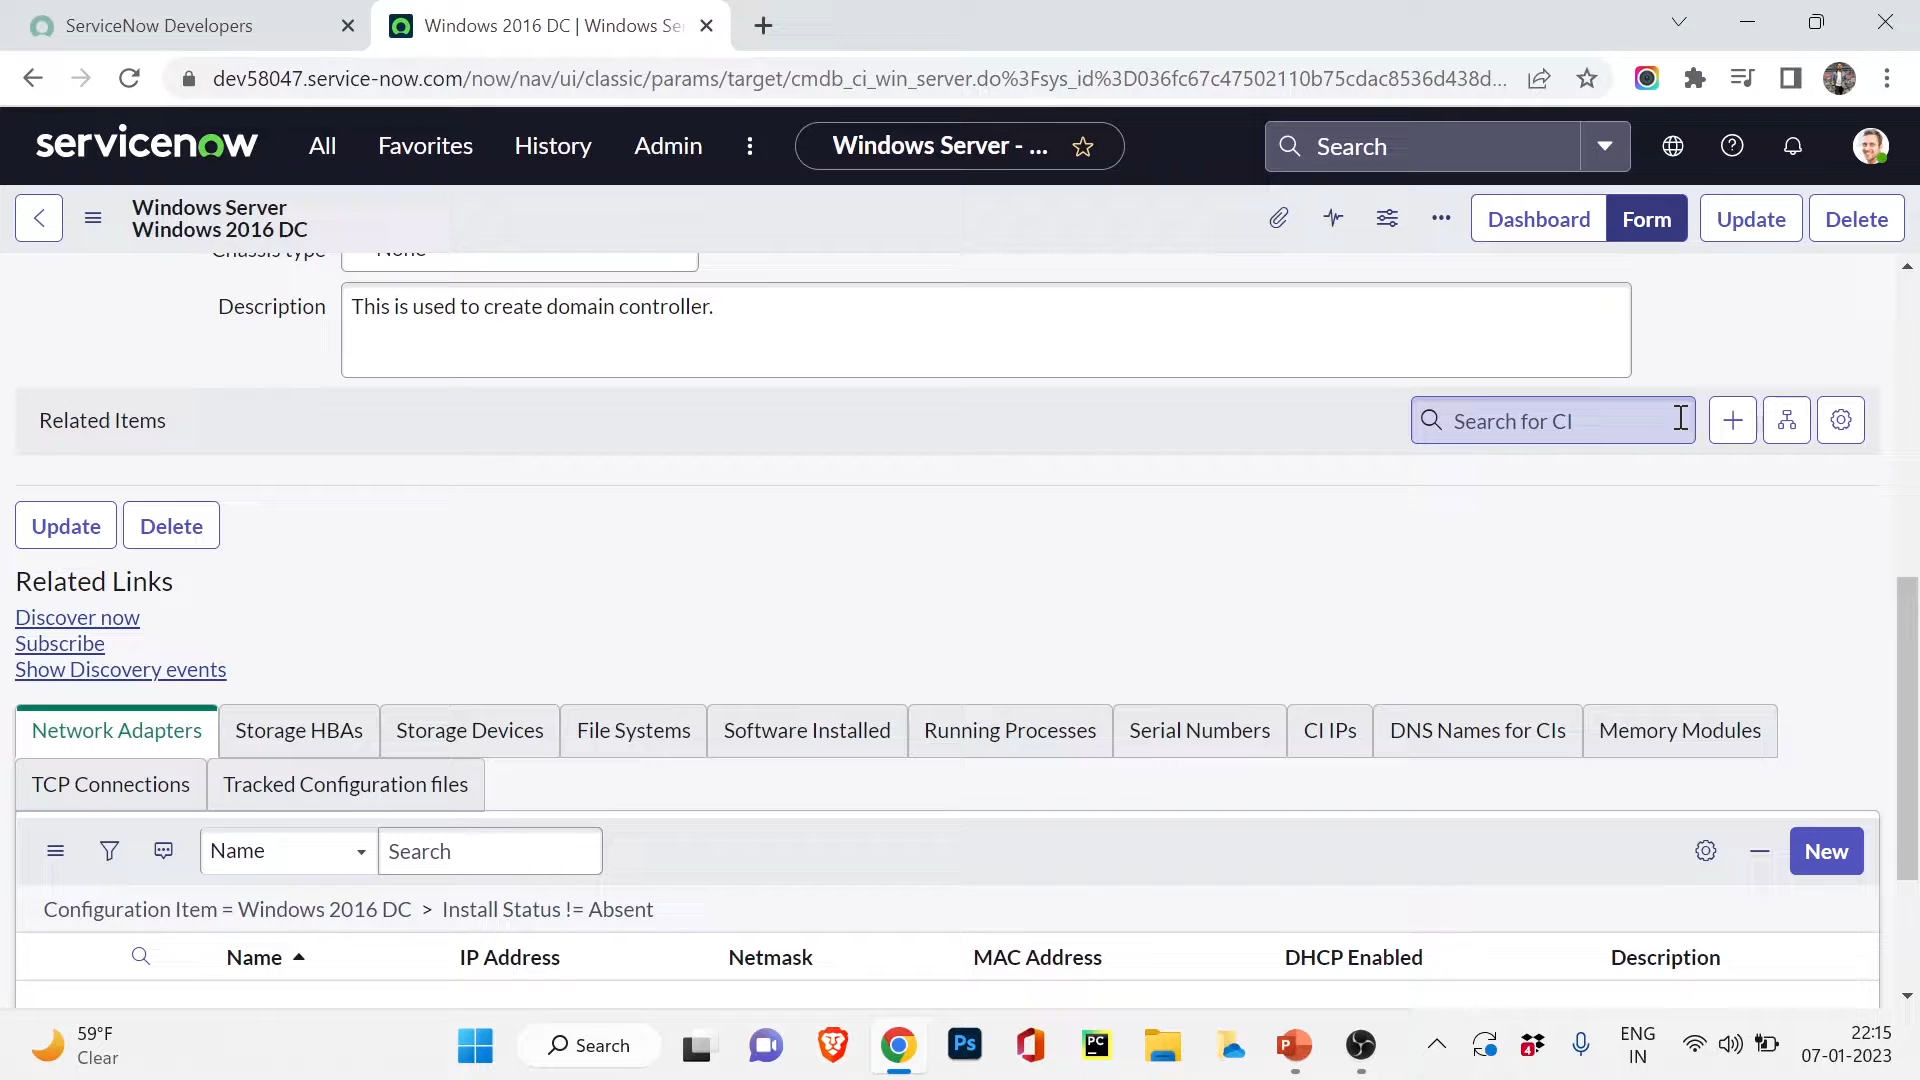 ServiceNow Developers
Windows 2016 DC | Windows Se
dev58047.service-now.com/now/nav/ui/classic/params/target/cmdb_ci_win_server.do%3Fsys_id%3D036fc67c47502110b75cdac8536d438d...
servicenow
All
Favorites
History
Admin
Windows Server - ...
Search
Windows Server
Windows 2016 DC
Dashboard
Form
Update
Delete
Chassis type
-- None --
Description
This is used to create domain controller.
Related Items
Search for CI
Update
Delete
Related Links
Discover now
Subscribe
Show Discovery events
Network Adapters
Storage HBAs
Storage Devices
File Systems
Software Installed
Running Processes
Serial Numbers
CI IPs
DNS Names for CIs
Memory Modules
TCP Connections
Tracked Configuration files
Name
Search
New
Configuration Item = Windows 2016 DC > Install Status != Absent
Name
IP Address
Netmask
MAC Address
DHCP Enabled
Description
59°F
Clear
Search
Ps
PC
P
4
ENG
IN
22:15
07-01-2023